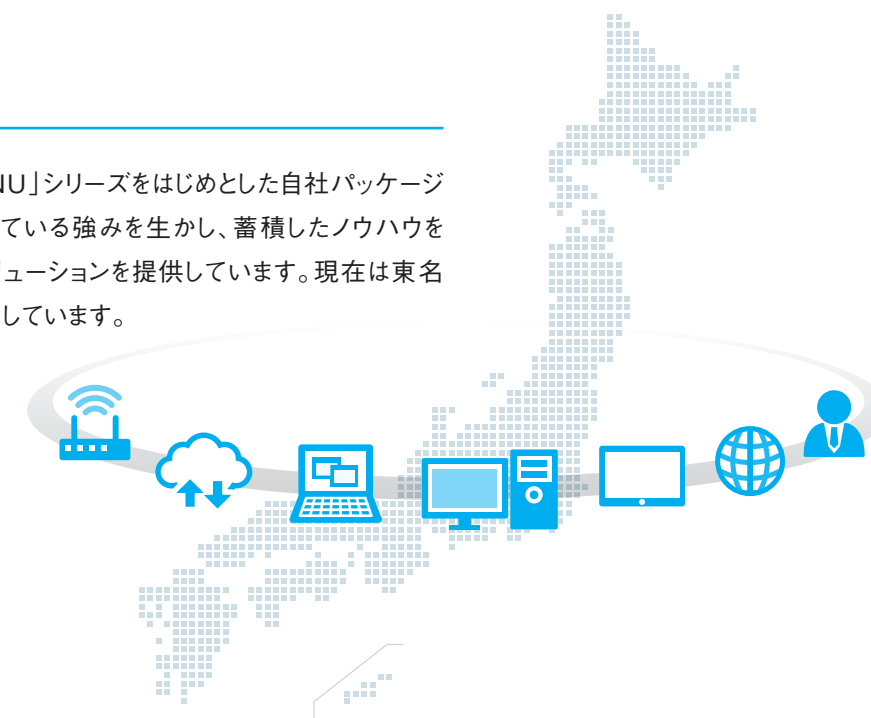 NU」シリーズをはじめとした自社パッケージ
ている強みを生かし、蓄積したノウハウを
リューションを提供しています。現在は東名
しています。